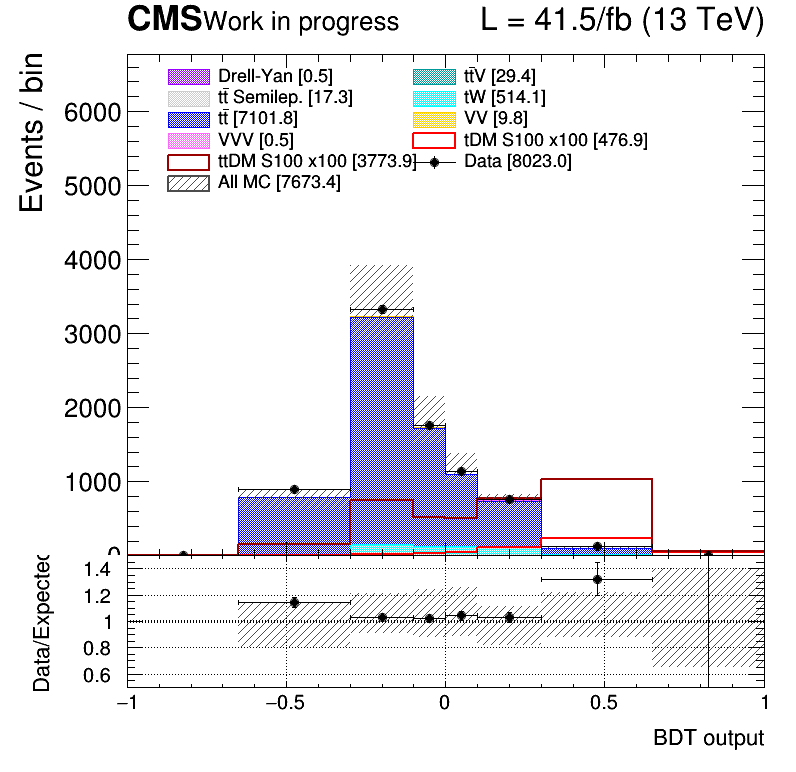 CMS Work in progress L = 41.5/fb (13 TeV)
Events / bin
Drell-Yan [0.5] tt̄V [29.4]
tt̄ Semilep. [17.3] tW [514.1]
tt̄ [7101.8] VV [9.8]
VVV [0.5] tDM S100 x100 [476.9]
ttDM S100 x100 [3773.9] Data [8023.0]
All MC [7673.4]
6000
5000
4000
3000
2000
1000
0
Data/Expected
1.4
1.2
1
0.8
0.6
−1 −0.5 0 0.5 1
BDT output